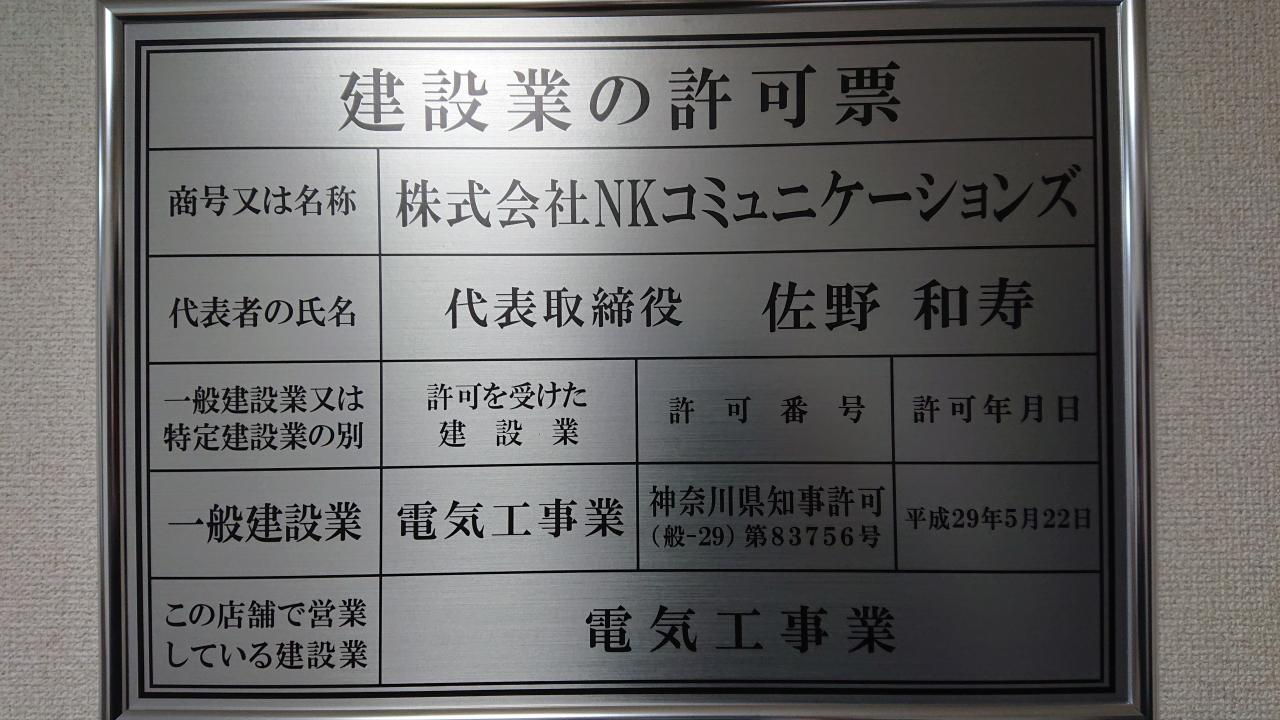 建設業の許可票
商号又は名称
株式会社NKコミュニケーションズ
代表者の氏名
代表取締役 佐野 和寿
一般建設業又は
特定建設業の別
許可を受けた
建設業
許可番号
許可年月日
一般建設業
電気工事業
神奈川県知事許可
(般-29) 第83756号
平成29年5月22日
この店舗で営業
している建設業
電気工事業